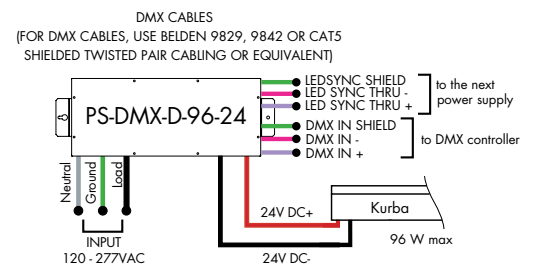 DMX CABLES
(FOR DMX CABLES, USE BELDEN 9829, 9842 OR CAT5
SHIELDED TWISTED PAIR CABLING OR EQUIVALENT)
PS-DMX-D-96-24
LEDSYNC SHIELD
LED SYNC THRU -
LED SYNC THRU +
to the next
power supply
DMX IN SHIELD
DMX IN -
DMX IN +
to DMX controller
Neutral
Ground
Load
INPUT
120 - 277VAC
24V DC+
24V DC-
Kurba
96 W max